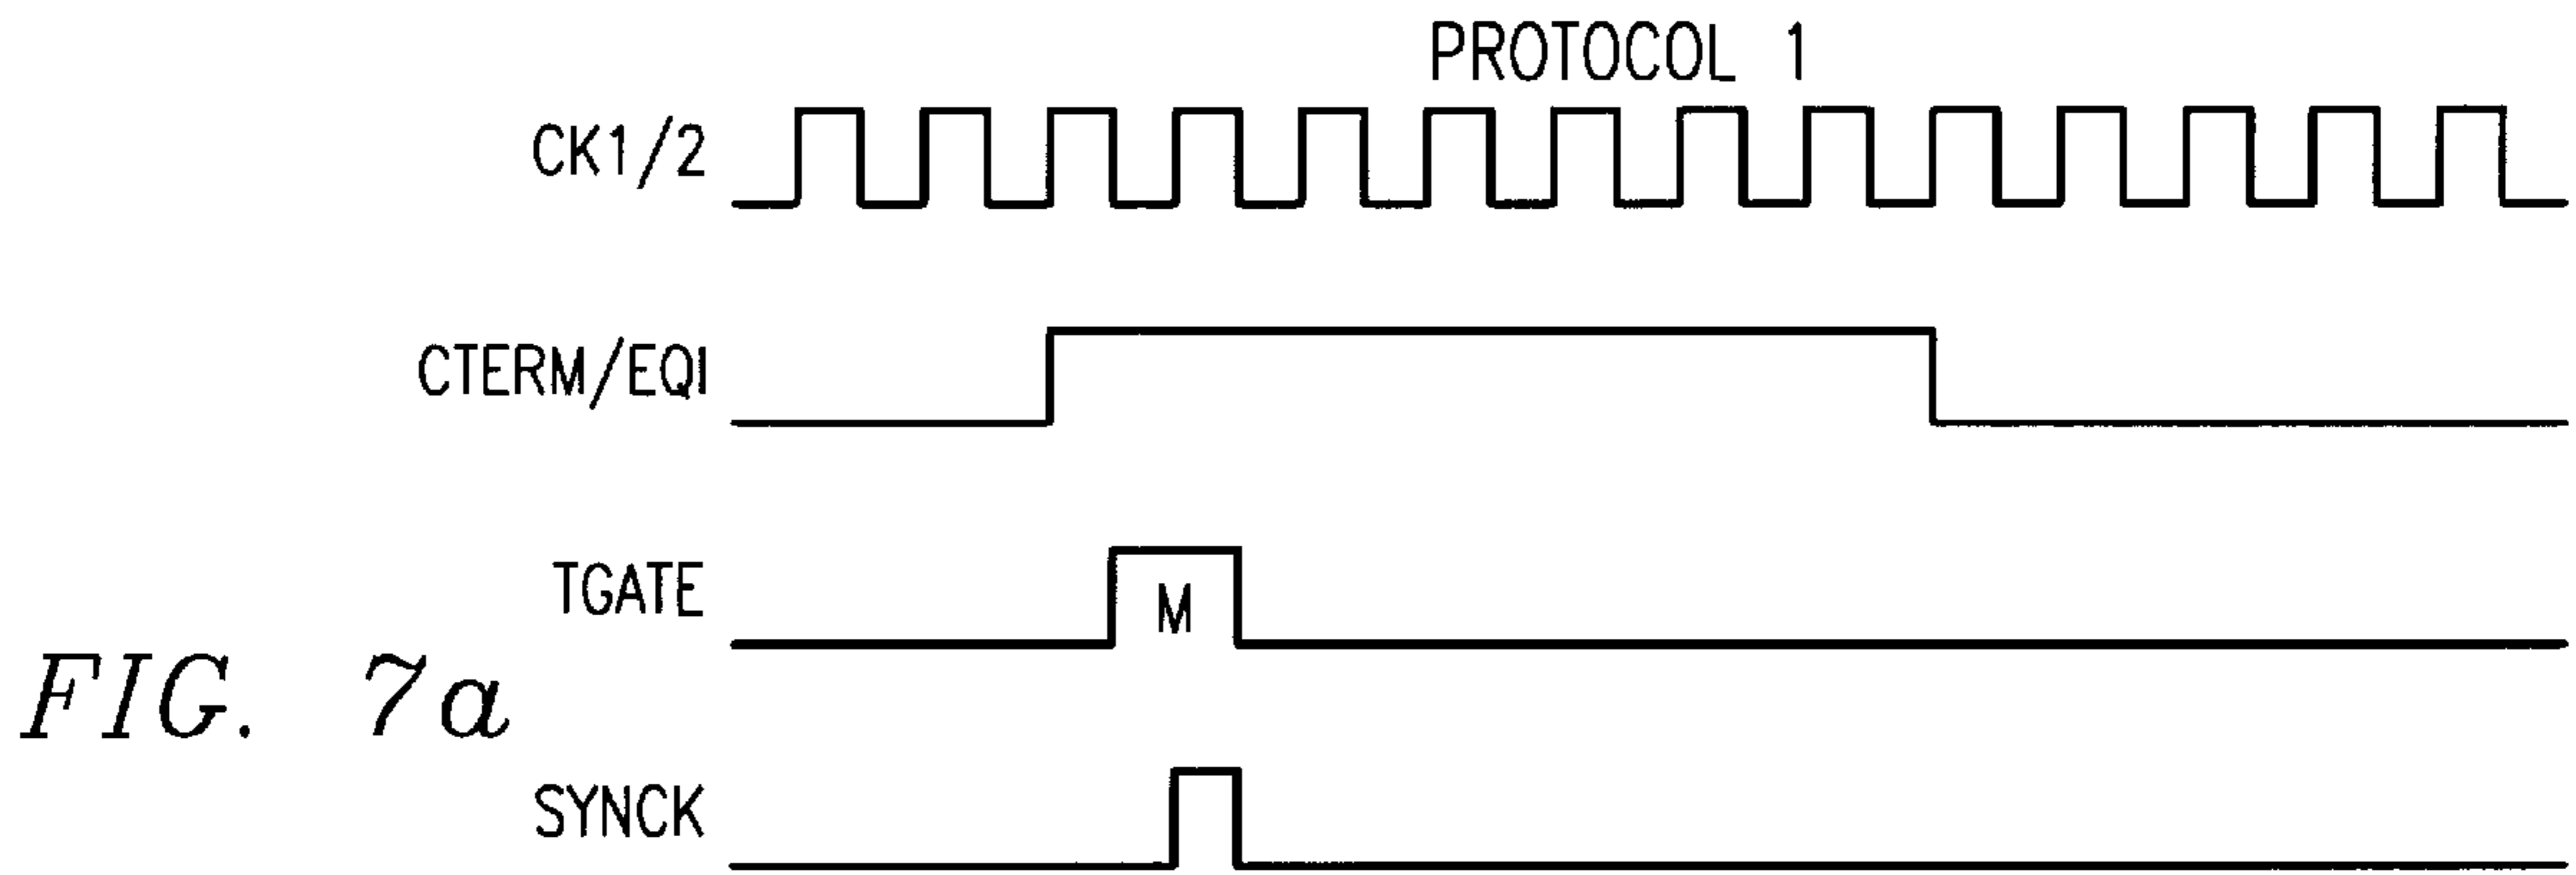 PROTOCOL 1
CK1/2
CTERM/EQI
TGATE
M
FIG. 7a
SYNCK